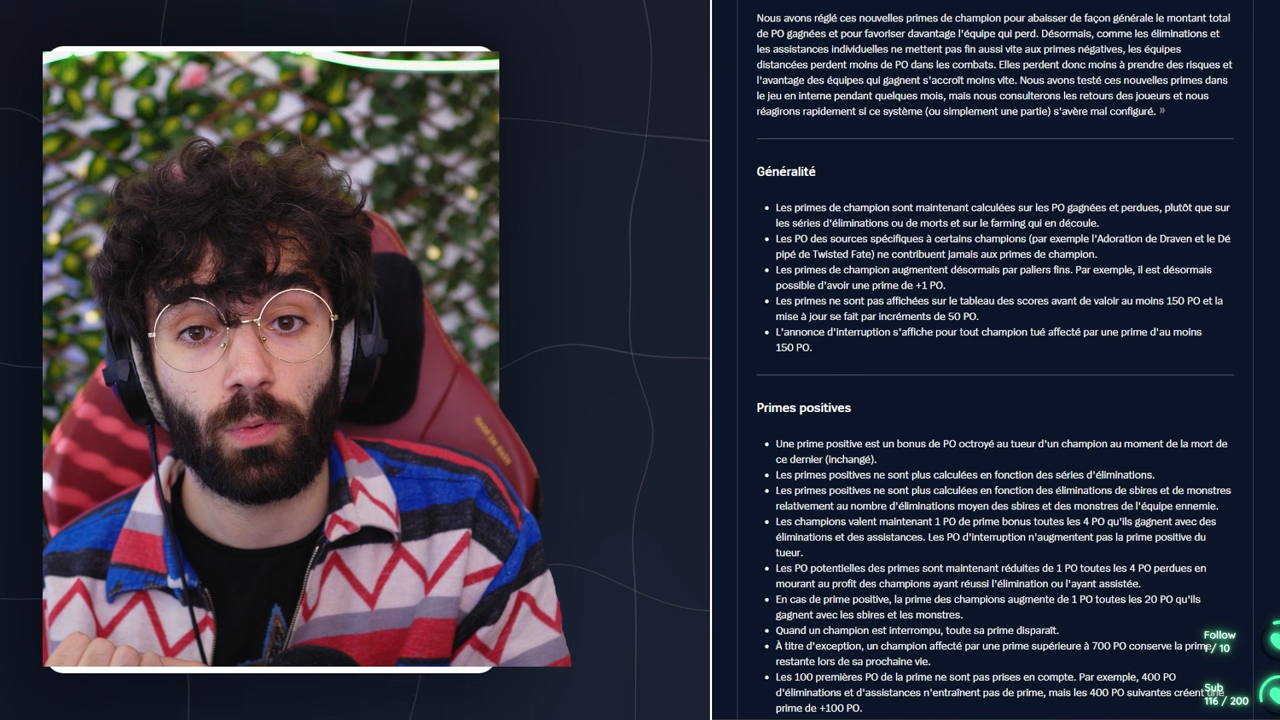 Nous avons réglé ces nouvelles primes de champion pour abaisser de façon générale le montant total
de PO gagnées et pour favoriser davantage l'équipe qui perd. Désormais, comme les éliminations et
les assistances individuelles ne mettent pas fin aussi vite aux primes négatives, les équipes
distancées perdent moins de PO dans les combats. Elles perdent donc moins à prendre des risques et
l'avantage des équipes qui gagnent s'accroît moins vite. Nous avons testé ces nouvelles primes dans
le jeu en interne pendant quelques mois, mais nous consulterons les retours des joueurs et nous
réagirons rapidement si ce système (ou simplement une partie) s'avère mal configuré. »
Généralité
• Les primes de champion sont maintenant calculées sur les PO gagnées et perdues, plutôt que sur
les séries d'éliminations ou de morts et sur le farming qui en découle.
• Les PO des sources spécifiques à certains champions (par exemple l'Adoration de Draven et le Dé
pipé de Twisted Fate) ne contribuent jamais aux primes de champion.
• Les primes de champion augmentent désormais par paliers fins. Par exemple, il est désormais
possible d'avoir une prime de +1 PO.
• Les primes ne sont pas affichées sur le tableau des scores avant de valoir au moins 150 PO et la
mise à jour se fait par incréments de 50 PO.
• L'annonce d'interruption s'affiche pour tout champion tué affecté par une prime d'au moins
150 PO.
Primes positives
• Une prime positive est un bonus de PO octroyé au tueur d'un champion au moment de la mort de
ce dernier (inchangé).
• Les primes positives ne sont plus calculées en fonction des séries d'éliminations.
• Les primes positives ne sont plus calculées en fonction des éliminations de sbires et de monstres
relativement au nombre d'éliminations moyen des sbires et des monstres de l'équipe ennemie.
• Les champions valent maintenant 1 PO de prime bonus toutes les 4 PO qu'ils gagnent avec des
éliminations et des assistances. Les PO d'interruption n'augmentent pas la prime positive du
tueur.
• Les PO potentielles des primes sont maintenant réduites de 1 PO toutes les 4 PO perdues en
mourant au profit des champions ayant réussi l'élimination ou l'ayant assistée.
• En cas de prime positive, la prime des champions augmente de 1 PO toutes les 20 PO qu'ils
gagnent avec les sbires et les monstres.
• Quand un champion est interrompu, toute sa prime disparaît.
• À titre d'exception, un champion affecté par une prime supérieure à 700 PO conserve la prime
restante lors de sa prochaine vie.
• Les 100 premières PO de la prime ne sont pas prises en compte. Par exemple, 400 PO
d'éliminations et d'assistances n'entraînent pas de prime, mais les 400 PO suivantes créent une
prime de +100 PO.
Follow
1 / 10
Sub
116 / 200